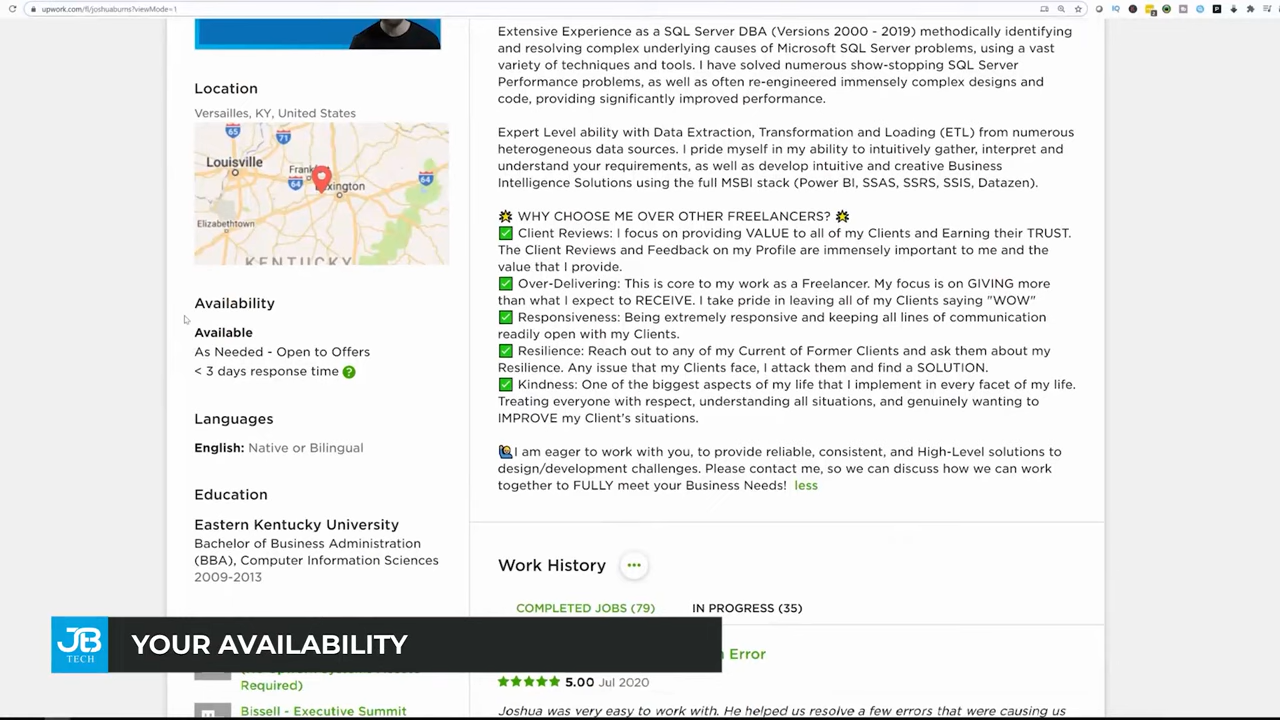 upwork.com/fl/joshuaburns?viewMode=1
Location
Versailles, KY, United States
65
71
Louisville
Frankf
64
exington
64
Elizabethtown
KENTUCKY
Availability
Available
As Needed - Open to Offers
< 3 days response time ?
Languages
English: Native or Bilingual
Education
Eastern Kentucky University
Bachelor of Business Administration
(BBA), Computer Information Sciences
2009-2013
Required)
Bissell - Executive Summit
Extensive Experience as a SQL Server DBA (Versions 2000 - 2019) methodically identifying
and resolving complex underlying causes of Microsoft SQL Server problems, using a vast
variety of techniques and tools. I have solved numerous show-stopping SQL Server
Performance problems, as well as often re-engineered immensely complex designs and
code, providing significantly improved performance.
Expert Level ability with Data Extraction, Transformation and Loading (ETL) from numerous
heterogeneous data sources. I pride myself in my ability to intuitively gather, interpret and
understand your requirements, as well as develop intuitive and creative Business
Intelligence Solutions using the full MSBI stack (Power BI, SSAS, SSRS, SSIS, Datazen).
🌟 WHY CHOOSE ME OVER OTHER FREELANCERS? 🌟
✅ Client Reviews: I focus on providing VALUE to all of my Clients and Earning their TRUST.
The Client Reviews and Feedback on my Profile are immensely important to me and the
value that I provide.
✅ Over-Delivering: This is core to my work as a Freelancer. My focus is on GIVING more
than what I expect to RECEIVE. I take pride in leaving all of my Clients saying "WOW"
✅ Responsiveness: Being extremely responsive and keeping all lines of communication
readily open with my Clients.
✅ Resilience: Reach out to any of my Current of Former Clients and ask them about my
Resilience. Any issue that my Clients face, I attack them and find a SOLUTION.
✅ Kindness: One of the biggest aspects of my life that I implement in every facet of my life.
Treating everyone with respect, understanding all situations, and genuinely wanting to
IMPROVE my Client's situations.
🙋I am eager to work with you, to provide reliable, consistent, and High-Level solutions to
design/development challenges. Please contact me, so we can discuss how we can work
together to FULLY meet your Business Needs! less
Work History
COMPLETED JOBS (79) IN PROGRESS (35)
Error
5.00 Jul 2020
Joshua was very easy to work with. He helped us resolve a few errors that were causing us
JB
TECH
YOUR AVAILABILITY